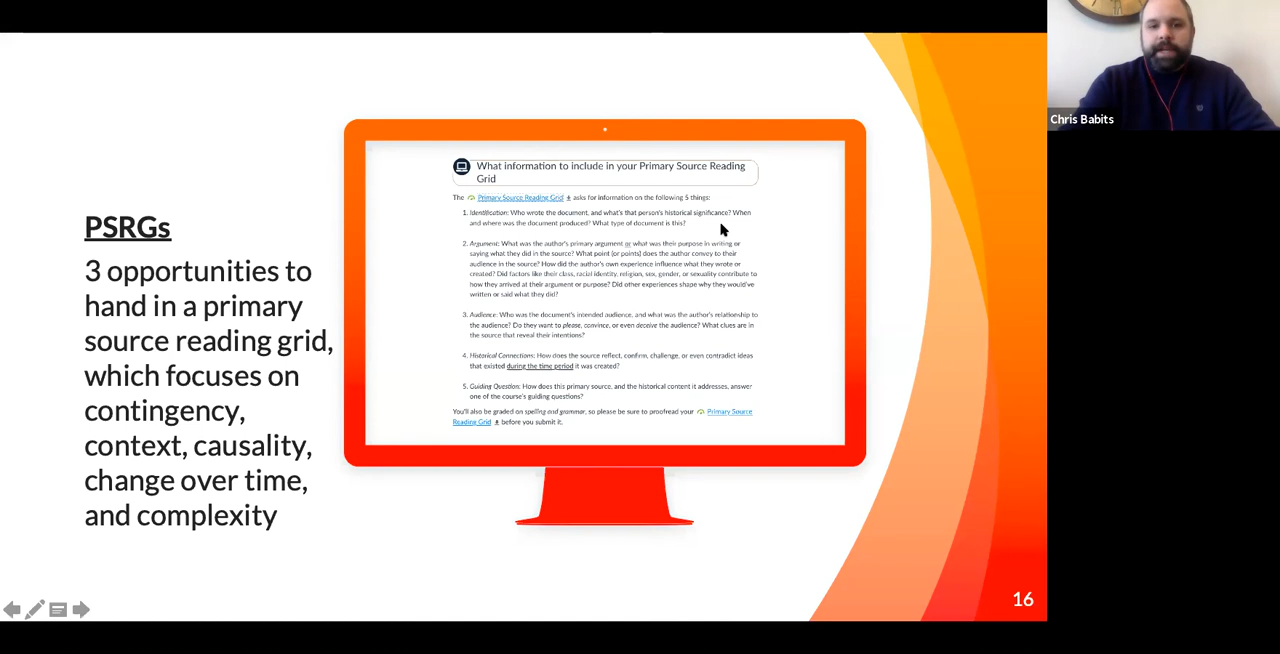 PSRGs
3 opportunities to
hand in a primary
source reading grid,
which focuses on
contingency,
context, causality,
change over time,
and complexity
What information to include in your Primary Source Reading
Grid
The Primary Source Reading Grid asks for information on the following 5 things:
1. Identification: Who wrote the document, and what's that person's historical significance? When
and where was the document produced? What type of document is this?
2. Argument: What was the author's primary argument or what was their purpose in writing or
saying what they did in the source? What point (or points) does the author convey to their
audience in the source? How did the author's own experience influence what they wrote or
created? Did factors like their class, racial identity, religion, sex, gender, or sexuality contribute to
how they arrived at their argument or purpose? Did other experiences shape why they would've
written or said what they did?
3. Audience: Who was the document's intended audience, and what was the author's relationship to
the audience? Do they want to please, convince, or even deceive the audience? What clues are in
the source that reveal their intentions?
4. Historical Connections: How does the source reflect, confirm, challenge, or even contradict ideas
that existed during the time period it was created?
5. Guiding Question: How does this primary source, and the historical content it addresses, answer
one of the course's guiding questions?
You'll also be graded on spelling and grammar, so please be sure to proofread your Primary Source
Reading Grid before you submit it.
16
Chris Babits